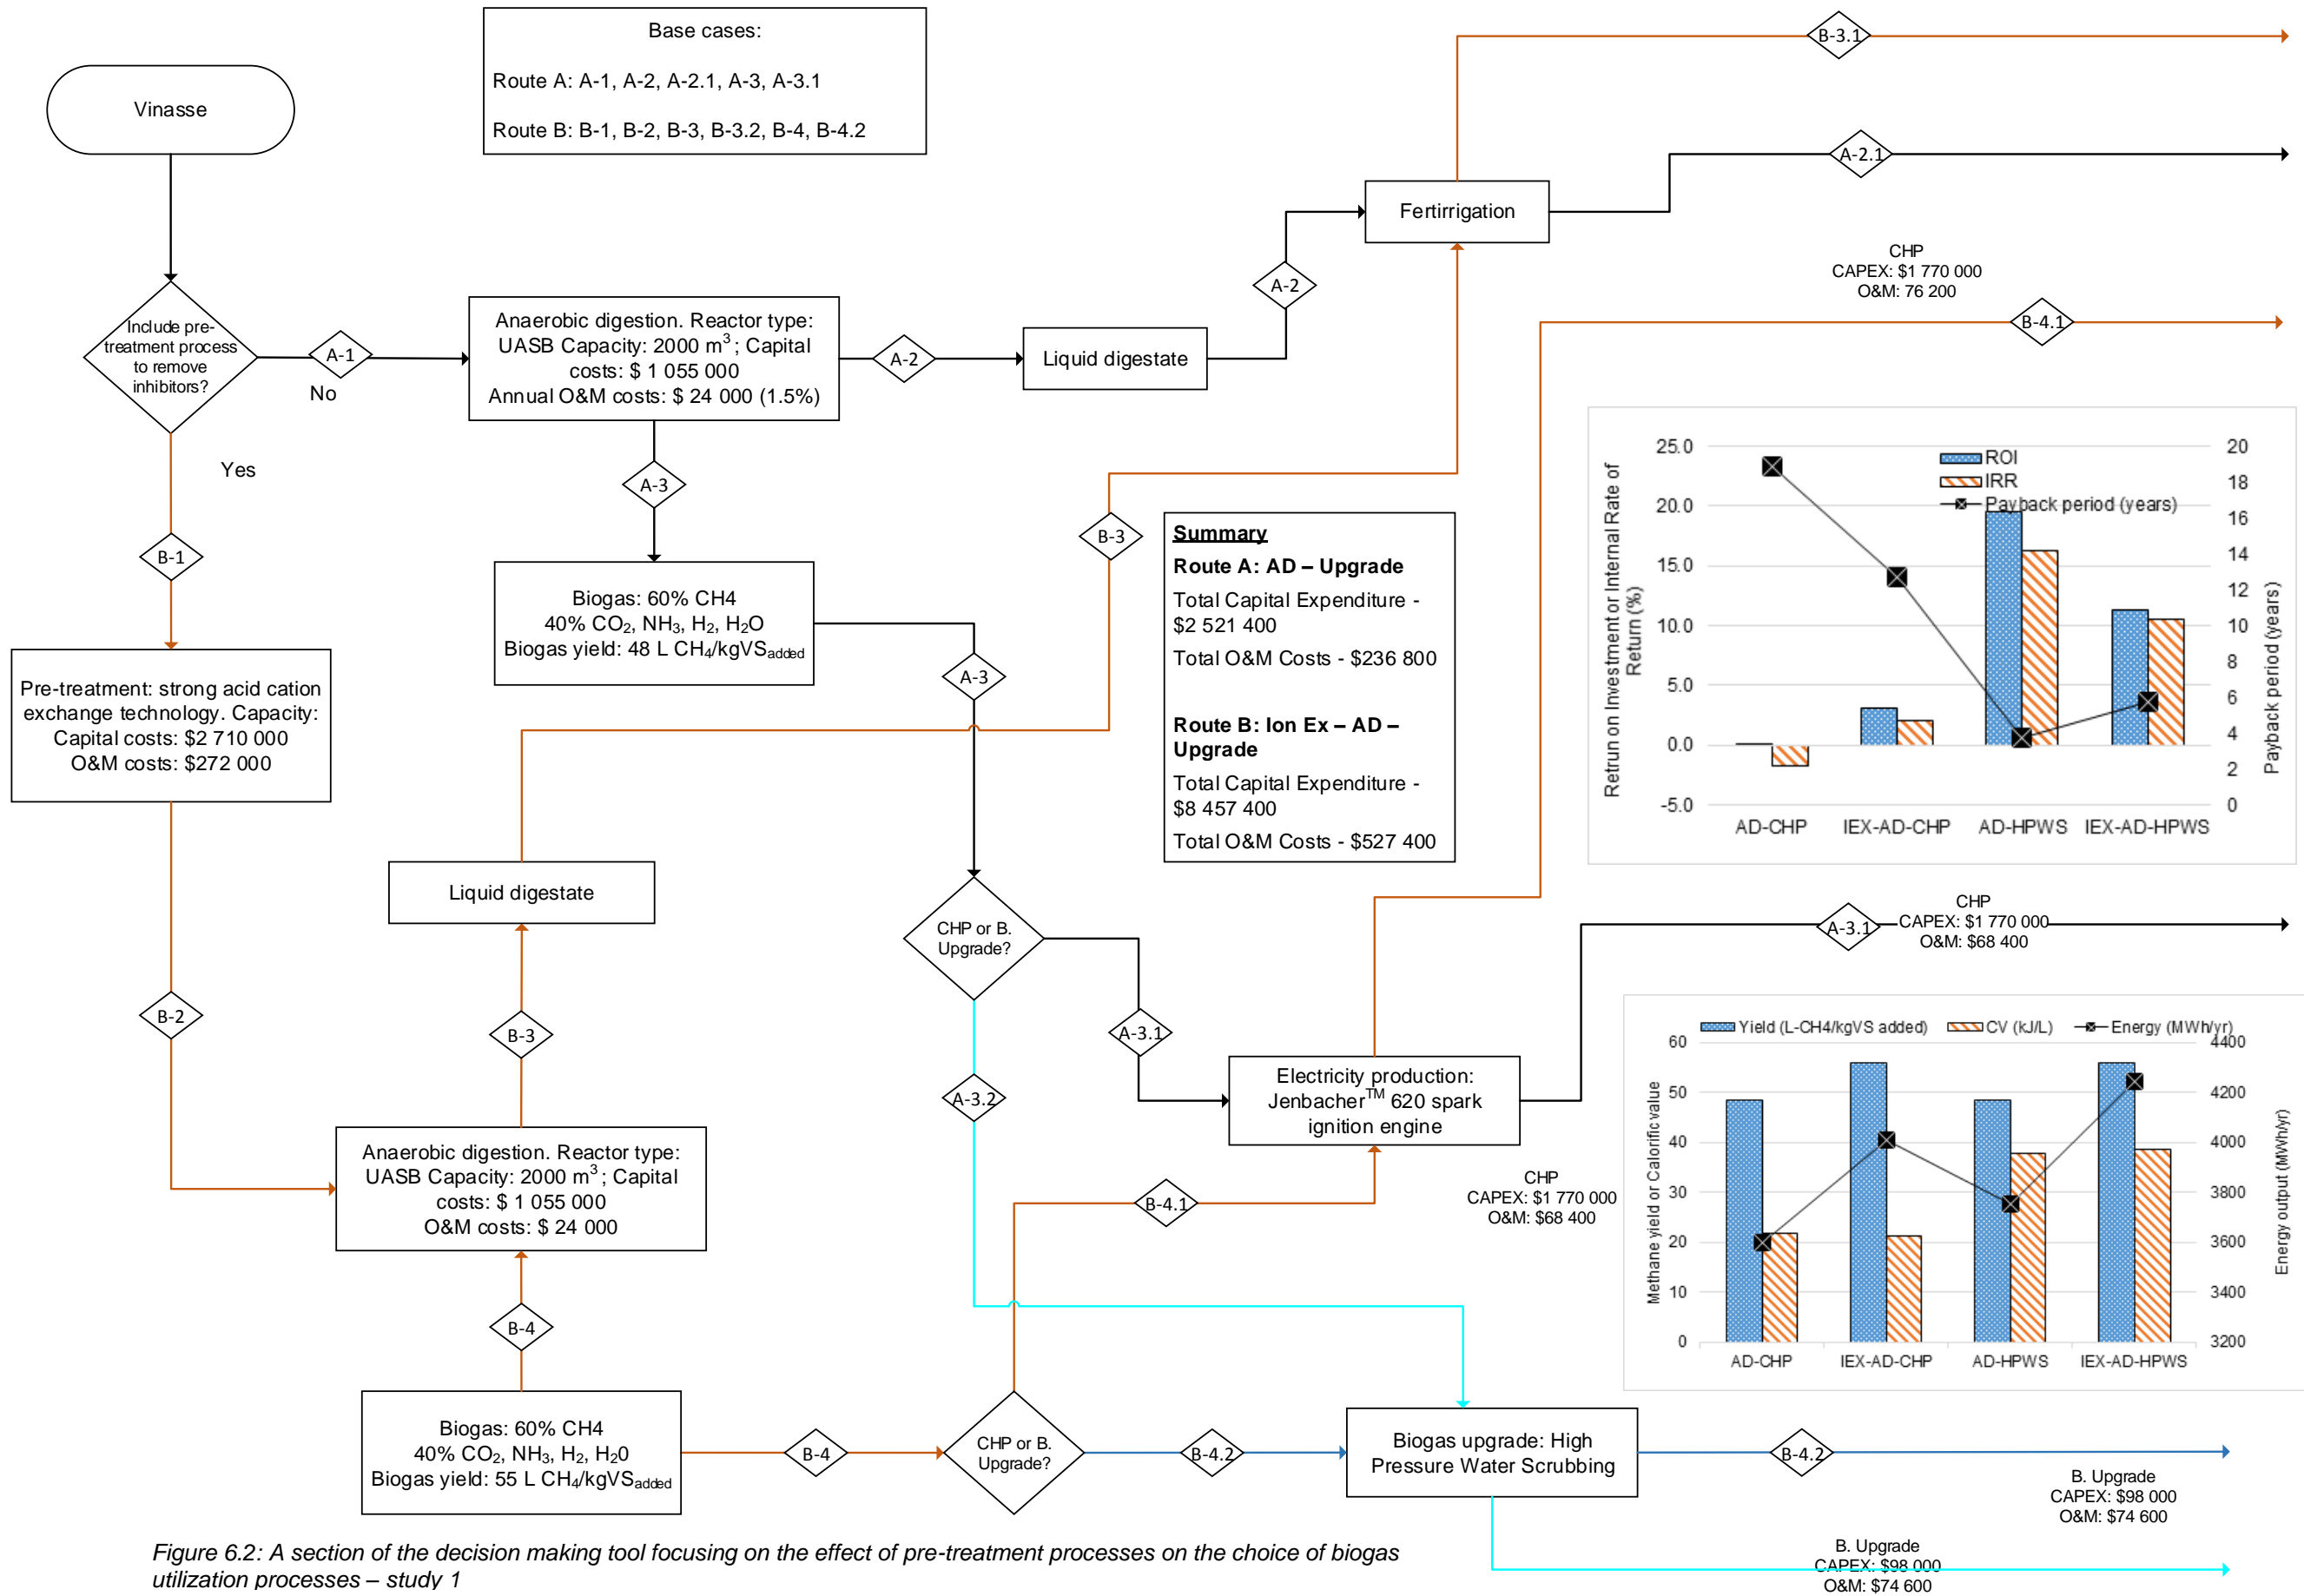 Base cases:
Route A: A-1, A-2, A-2.1, A-3, A-3.1
Route B: B-1, B-2, B-3, B-3.2, B-4, B-4.2
Vinasse
B-3.1
A-2.1
Fertirrigation
CHP
CAPEX: $1 770 000
O&M: 76 200
B-4.1
A-2
Include pre-
treatment process
to remove
inhibitors?
A-1
No
Anaerobic digestion. Reactor type:
UASB Capacity: 2000 m³; Capital
costs: $ 1 055 000
Annual O&M costs: $ 24 000 (1.5%)
A-2
Liquid digestate
Yes
A-3
B-1
B-3
Biogas: 60% CH4
40% CO₂, NH₃, H₂, H₂O
Biogas yield: 48 L CH₄/kgVSadded
A-3
Summary
Route A: AD – Upgrade
Total Capital Expenditure -
$2 521 400
Total O&M Costs - $236 800
Route B: Ion Ex – AD –
Upgrade
Total Capital Expenditure -
$8 457 400
Total O&M Costs - $527 400
Retrun on Investment or Internal Rate of
Return (%)
25.0
20.0
15.0
10.0
5.0
0.0
-5.0
ROI
IRR
Payback period (years)
20
18
16
14
12
10
8
6
4
2
0
Payback period (years)
AD-CHP
IEX-AD-CHP
AD-HPWS
IEX-AD-HPWS
Pre-treatment: strong acid cation
exchange technology. Capacity:
Capital costs: $2 710 000
O&M costs: $272 000
Liquid digestate
CHP or B.
Upgrade?
A-3.1
CHP
CAPEX: $1 770 000
O&M: $68 400
B-2
B-3
A-3.1
A-3.2
Electricity production:
Jenbacher™ 620 spark
ignition engine
Yield (L-CH4/kgVS added)
CV (kJ/L)
Energy (MWh/yr)
Methane yield or Calorific value
60
50
40
30
20
10
0
4400
4200
4000
3800
3600
3400
3200
Energy output (MWh/yr)
AD-CHP
IEX-AD-CHP
AD-HPWS
IEX-AD-HPWS
Anaerobic digestion. Reactor type:
UASB Capacity: 2000 m³; Capital
costs: $ 1 055 000
O&M costs: $ 24 000
B-4.1
CHP
CAPEX: $1 770 000
O&M: $68 400
B-4
Biogas: 60% CH4
40% CO₂, NH₃, H₂, H₂0
Biogas yield: 55 L CH₄/kgVSadded
B-4
CHP or B.
Upgrade?
B-4.2
Biogas upgrade: High
Pressure Water Scrubbing
B-4.2
B. Upgrade
CAPEX: $98 000
O&M: $74 600
B. Upgrade
CAPEX: $98 000
O&M: $74 600
Figure 6.2: A section of the decision making tool focusing on the effect of pre-treatment processes on the choice of biogas
utilization processes – study 1